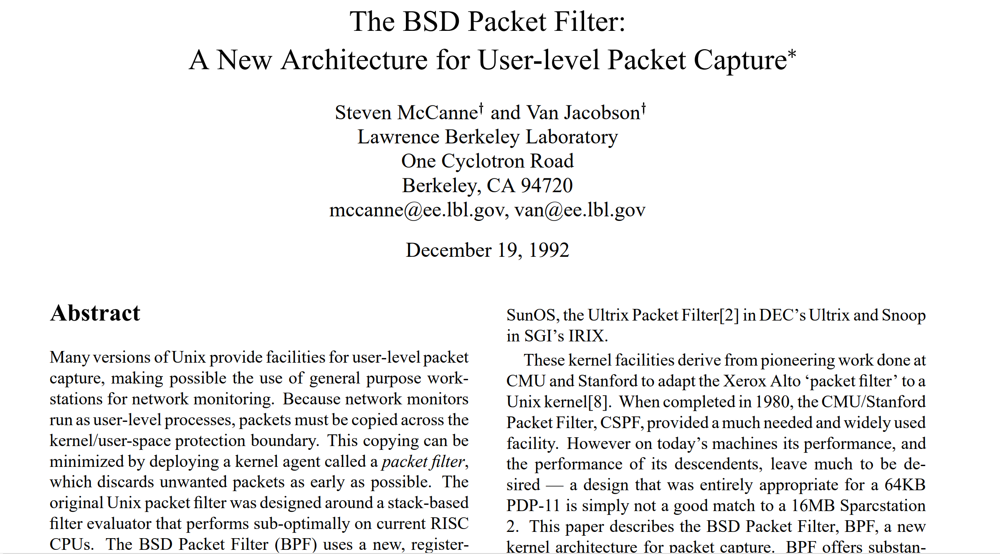 The BSD Packet Filter:
A New Architecture for User-level Packet Capture*
Steven McCanne† and Van Jacobson†
Lawrence Berkeley Laboratory
One Cyclotron Road
Berkeley, CA 94720
mccanne@ee.lbl.gov, van@ee.lbl.gov
December 19, 1992
Abstract
Many versions of Unix provide facilities for user-level packet
capture, making possible the use of general purpose work-
stations for network monitoring. Because network monitors
run as user-level processes, packets must be copied across the
kernel/user-space protection boundary. This copying can be
minimized by deploying a kernel agent called a packet filter,
which discards unwanted packets as early as possible. The
original Unix packet filter was designed around a stack-based
filter evaluator that performs sub-optimally on current RISC
CPUs. The BSD Packet Filter (BPF) uses a new, register-
SunOS, the Ultrix Packet Filter[2] in DEC’s Ultrix and Snoop
in SGI’s IRIX.
These kernel facilities derive from pioneering work done at
CMU and Stanford to adapt the Xerox Alto ‘packet filter’ to a
Unix kernel[8]. When completed in 1980, the CMU/Stanford
Packet Filter, CSPF, provided a much needed and widely used
facility. However on today’s machines its performance, and
the performance of its descendents, leave much to be de-
sired — a design that was entirely appropriate for a 64KB
PDP-11 is simply not a good match to a 16MB Sparcstation
2. This paper describes the BSD Packet Filter, BPF, a new
kernel architecture for packet capture. BPF offers substan-